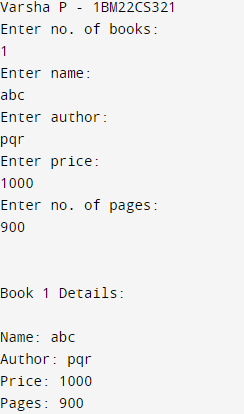 Varsha P - 1BM22CS321
Enter no. of books:
1
Enter name:
abc
Enter author:
pqr
Enter price:
1000
Enter no. of pages:
900
Book 1 Details:
Name: abc
Author: pqr
Price: 1000
Pages: 900